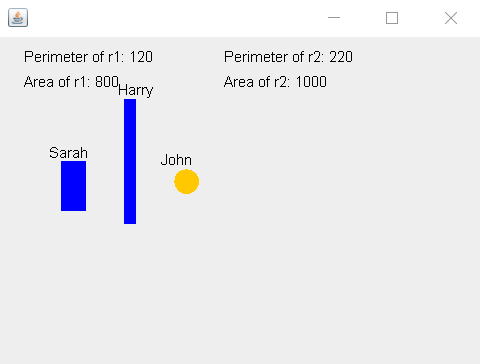 Perimeter of r1: 120
Perimeter of r2: 220
Area of r1: 800
Area of r2: 1000
Harry
Sarah
John